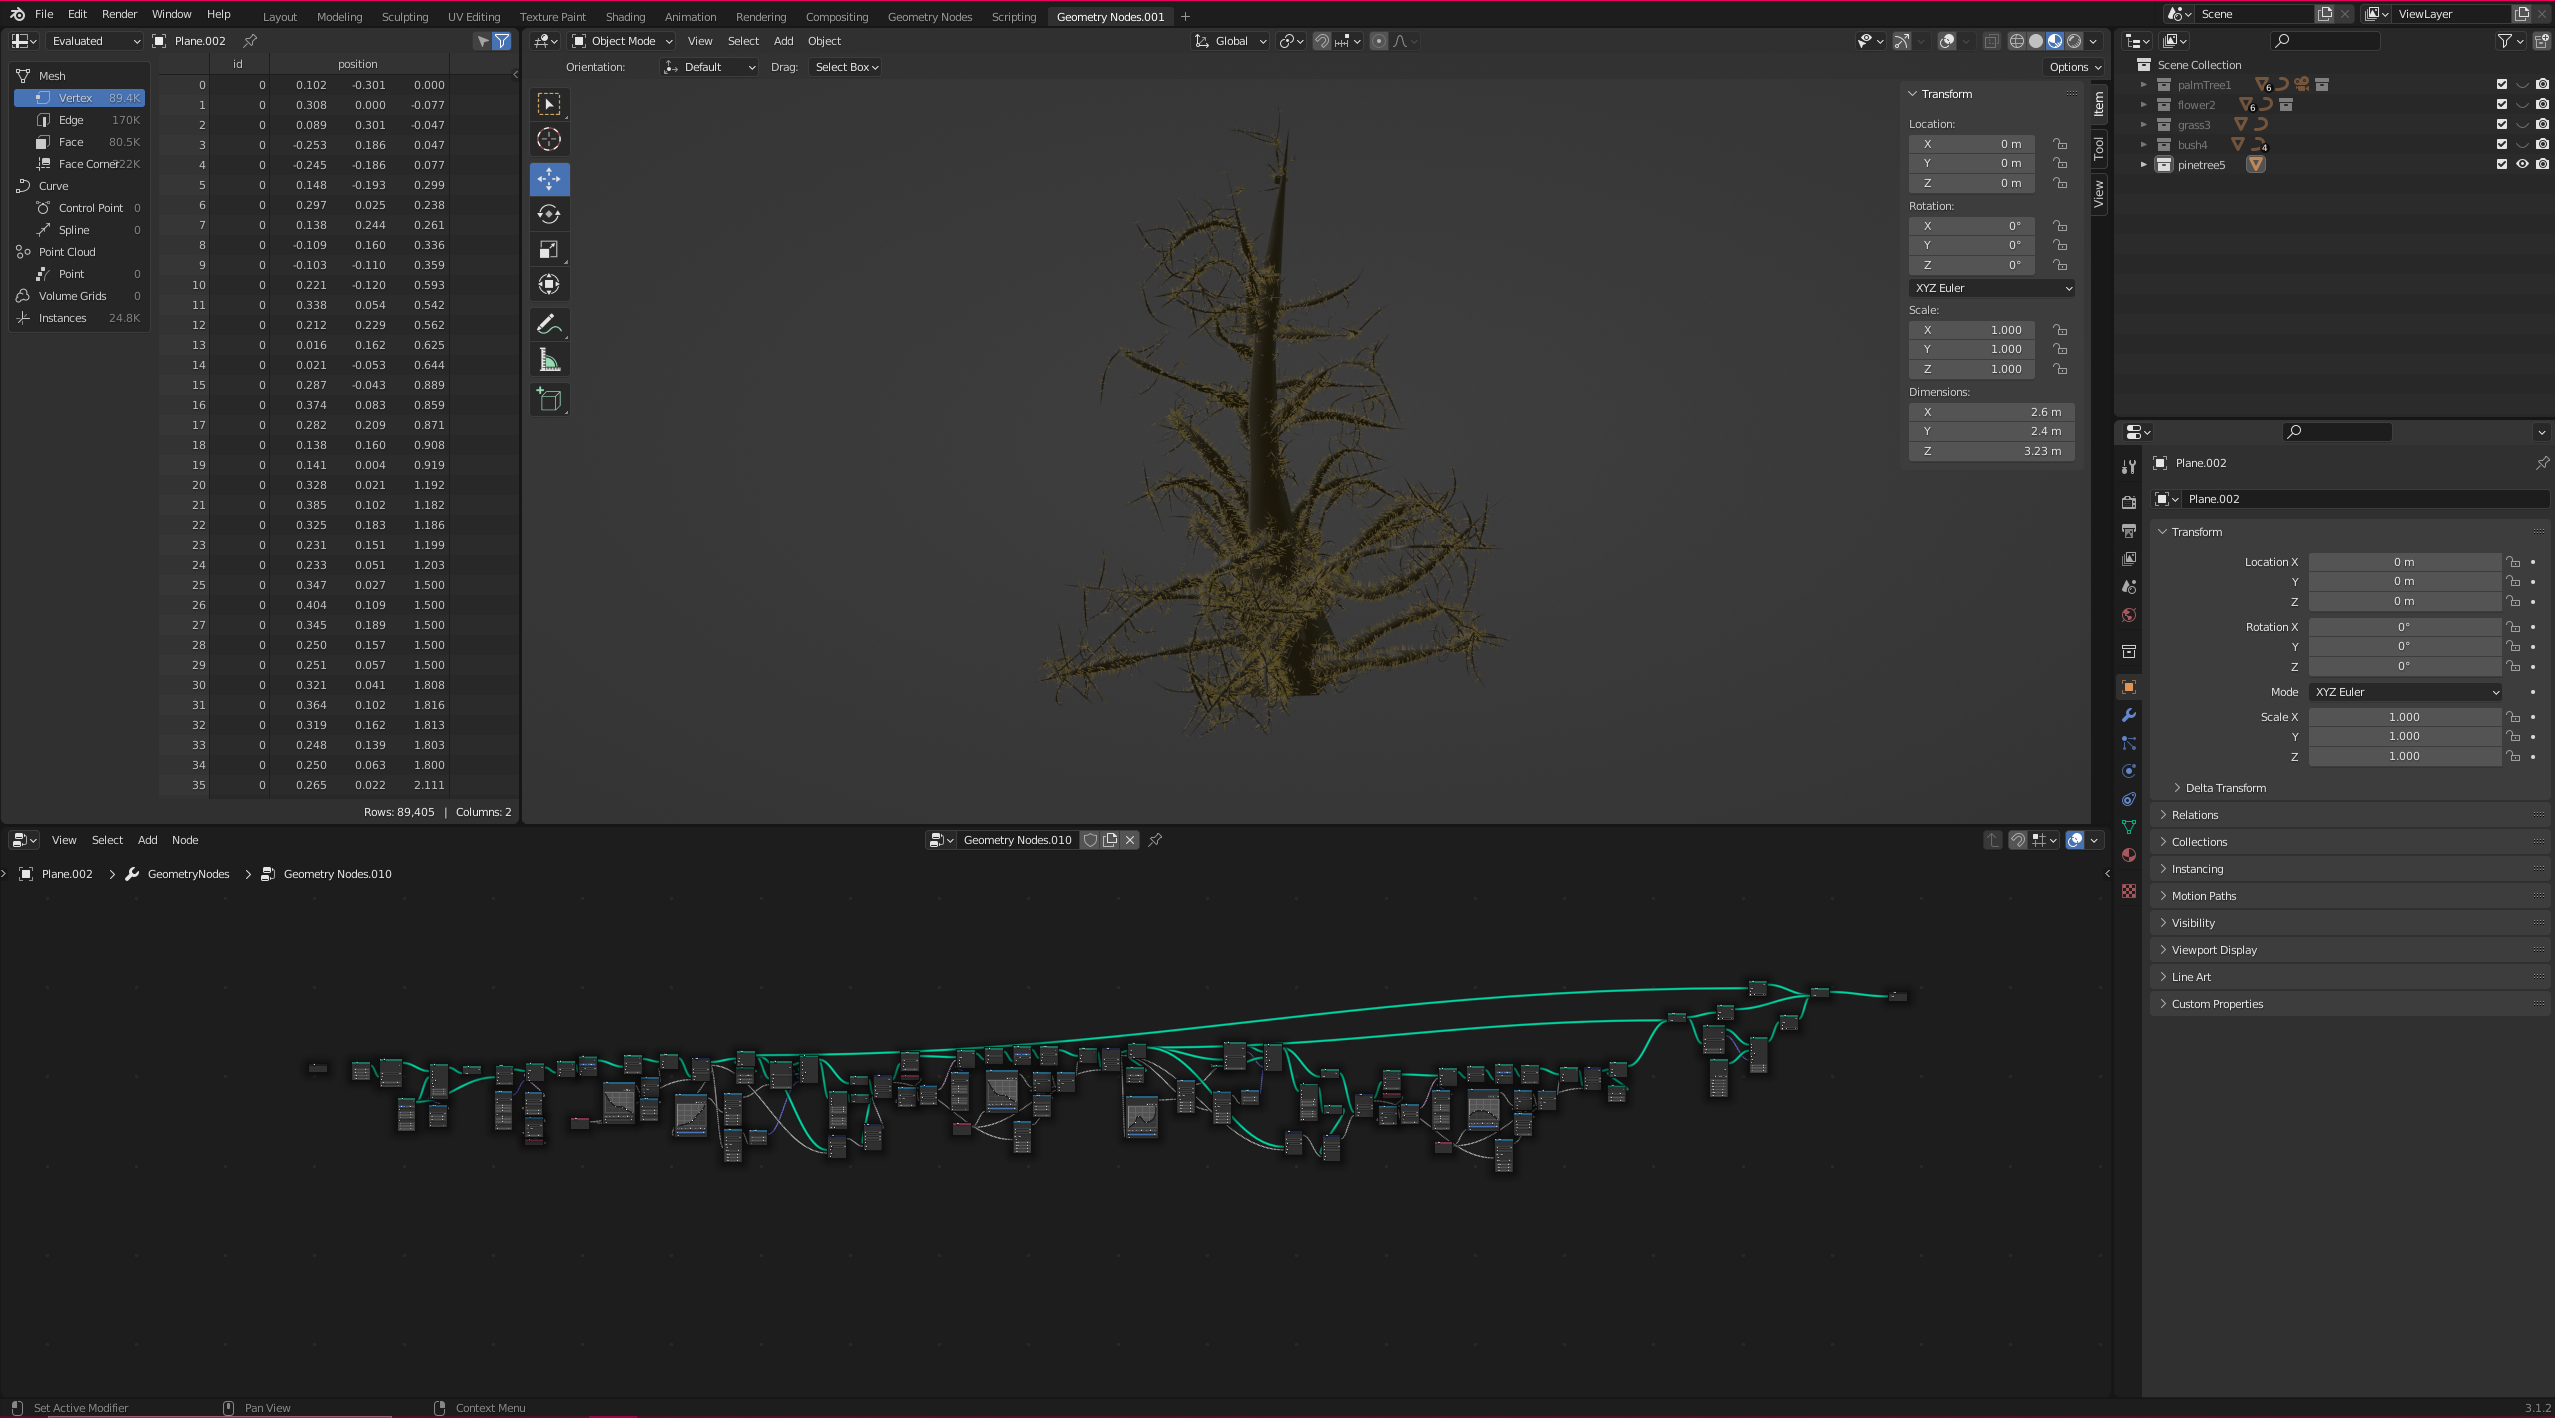 File Edit Render Window Help Layout Modeling Sculpting UV Editing Texture Paint Shading Animation Rendering Compositing Geometry Nodes Scripting Geometry Nodes.001 + Scene ViewLayer
Evaluated Plane.002
Object Mode View Select Add Object Global
Orientation: Default Drag: Select Box Options
id position
Mesh
Vertex 89.4K
Edge 170K
Face 80.5K
Face Corner 322K
Curve
Control Point 0
Spline 0
Point Cloud
Point 0
Volume Grids 0
Instances 24.8K
0 0 0.102 -0.301 0.000
1 0 0.308 0.000 -0.077
2 0 0.089 0.301 -0.047
3 0 -0.253 0.186 0.047
4 0 -0.245 -0.186 0.077
5 0 0.148 -0.193 0.299
6 0 0.297 0.025 0.238
7 0 0.138 0.244 0.261
8 0 -0.109 0.160 0.336
9 0 -0.103 -0.110 0.359
10 0 0.221 -0.120 0.593
11 0 0.338 0.054 0.542
12 0 0.212 0.229 0.562
13 0 0.016 0.162 0.625
14 0 0.021 -0.053 0.644
15 0 0.287 -0.043 0.889
16 0 0.374 0.083 0.859
17 0 0.282 0.209 0.871
18 0 0.138 0.160 0.908
19 0 0.141 0.004 0.919
20 0 0.328 0.021 1.192
21 0 0.385 0.102 1.182
22 0 0.325 0.183 1.186
23 0 0.231 0.151 1.199
24 0 0.233 0.051 1.203
25 0 0.347 0.027 1.500
26 0 0.404 0.109 1.500
27 0 0.345 0.189 1.500
28 0 0.250 0.157 1.500
29 0 0.251 0.057 1.500
30 0 0.321 0.041 1.808
31 0 0.364 0.102 1.816
32 0 0.319 0.162 1.813
33 0 0.248 0.139 1.803
34 0 0.250 0.063 1.800
35 0 0.265 0.022 2.111
Rows: 89,405 | Columns: 2
Transform
Location:
X 0 m
Y 0 m
Z 0 m
Rotation:
X 0°
Y 0°
Z 0°
XYZ Euler
Scale:
X 1.000
Y 1.000
Z 1.000
Dimensions:
X 2.6 m
Y 2.4 m
Z 3.23 m
Item
Tool
View
Scene Collection
palmTree1 6
flower2 6
grass3
bush4 4
pinetree5
Plane.002
Plane.002
Transform
Location X 0 m
Y 0 m
Z 0 m
Rotation X 0°
Y 0°
Z 0°
Mode XYZ Euler
Scale X 1.000
Y 1.000
Z 1.000
Delta Transform
Relations
Collections
Instancing
Motion Paths
Visibility
Viewport Display
Line Art
Custom Properties
View Select Add Node Geometry Nodes.010
Plane.002 > GeometryNodes > Geometry Nodes.010
Set Active Modifier Pan View Context Menu 3.1.2